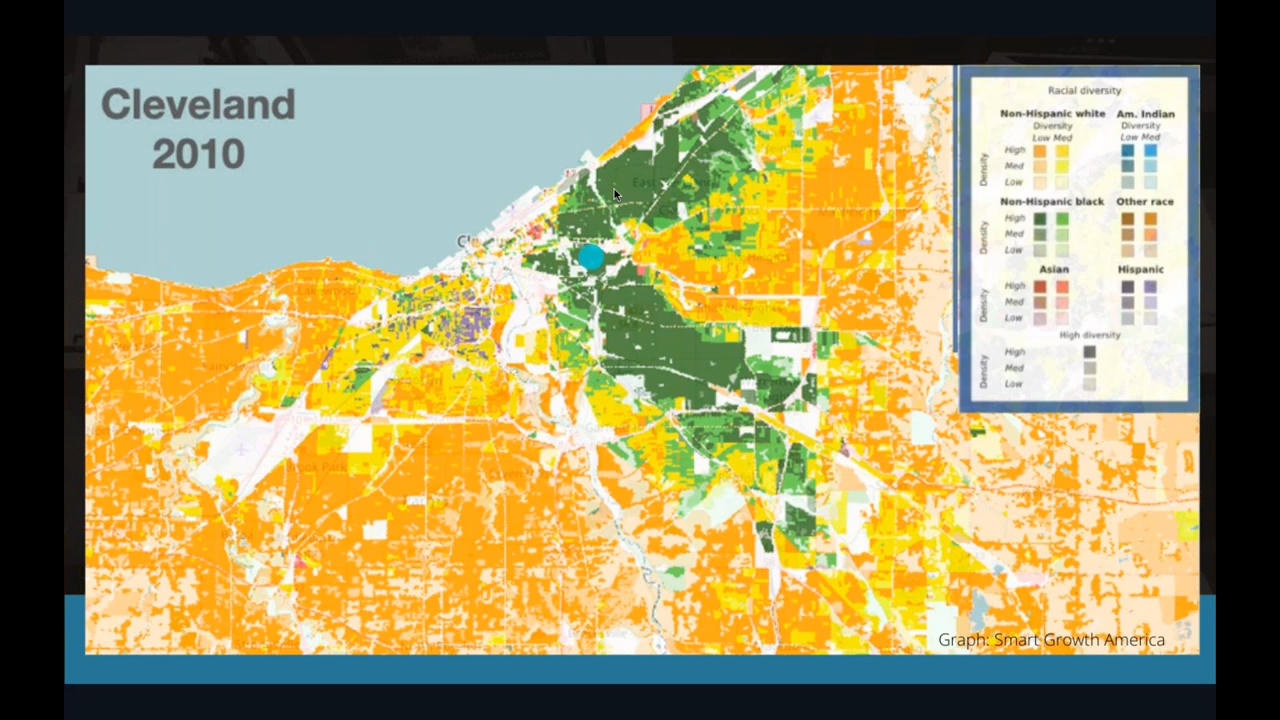 Cleveland
2010
Racial diversity
Non-Hispanic white
Am. Indian
Diversity
Diversity
Low Med
Low Med
Density
High
Med
Low
Non-Hispanic black
Other race
Density
High
Med
Low
Asian
Hispanic
Density
High
Med
Low
High diversity
Density
High
Med
Low
Brook Park
Graph: Smart Growth America